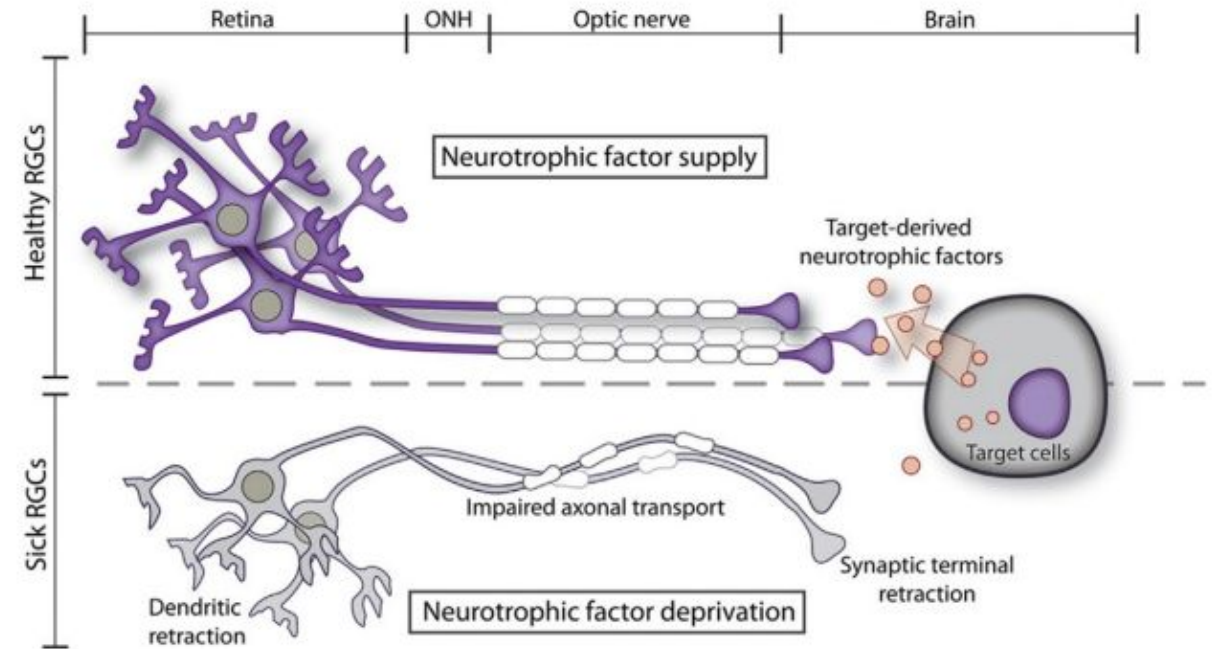 Retina
ONH
Optic nerve
Brain
Healthy RGCs
Neurotrophic factor supply
Target-derived
neurotrophic factors
Target cells
Sick RGCs
Impaired axonal transport
Synaptic terminal
retraction
Dendritic
retraction
Neurotrophic factor deprivation